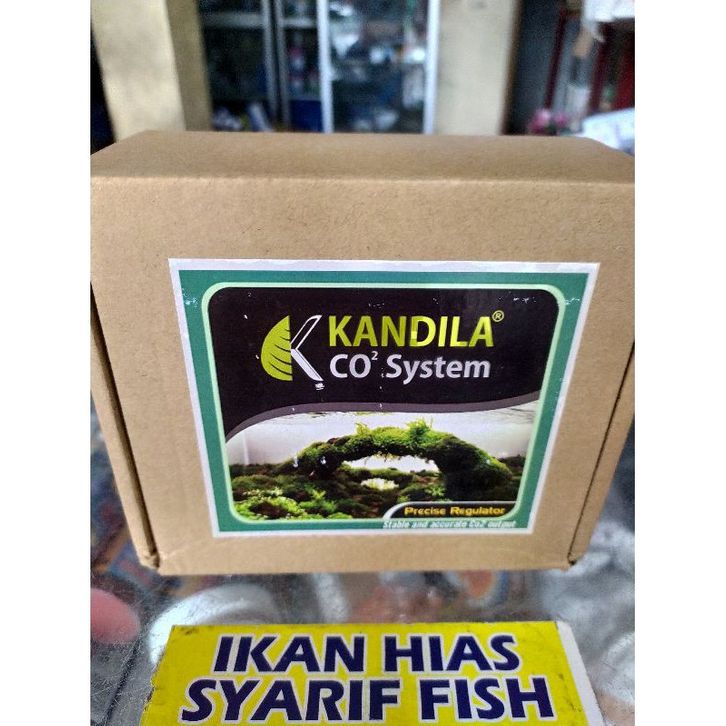 KANDILA®
CO² System
Precise Regulator
Stable and accurate Co2 output
IKAN HIAS
SYARIF FISH